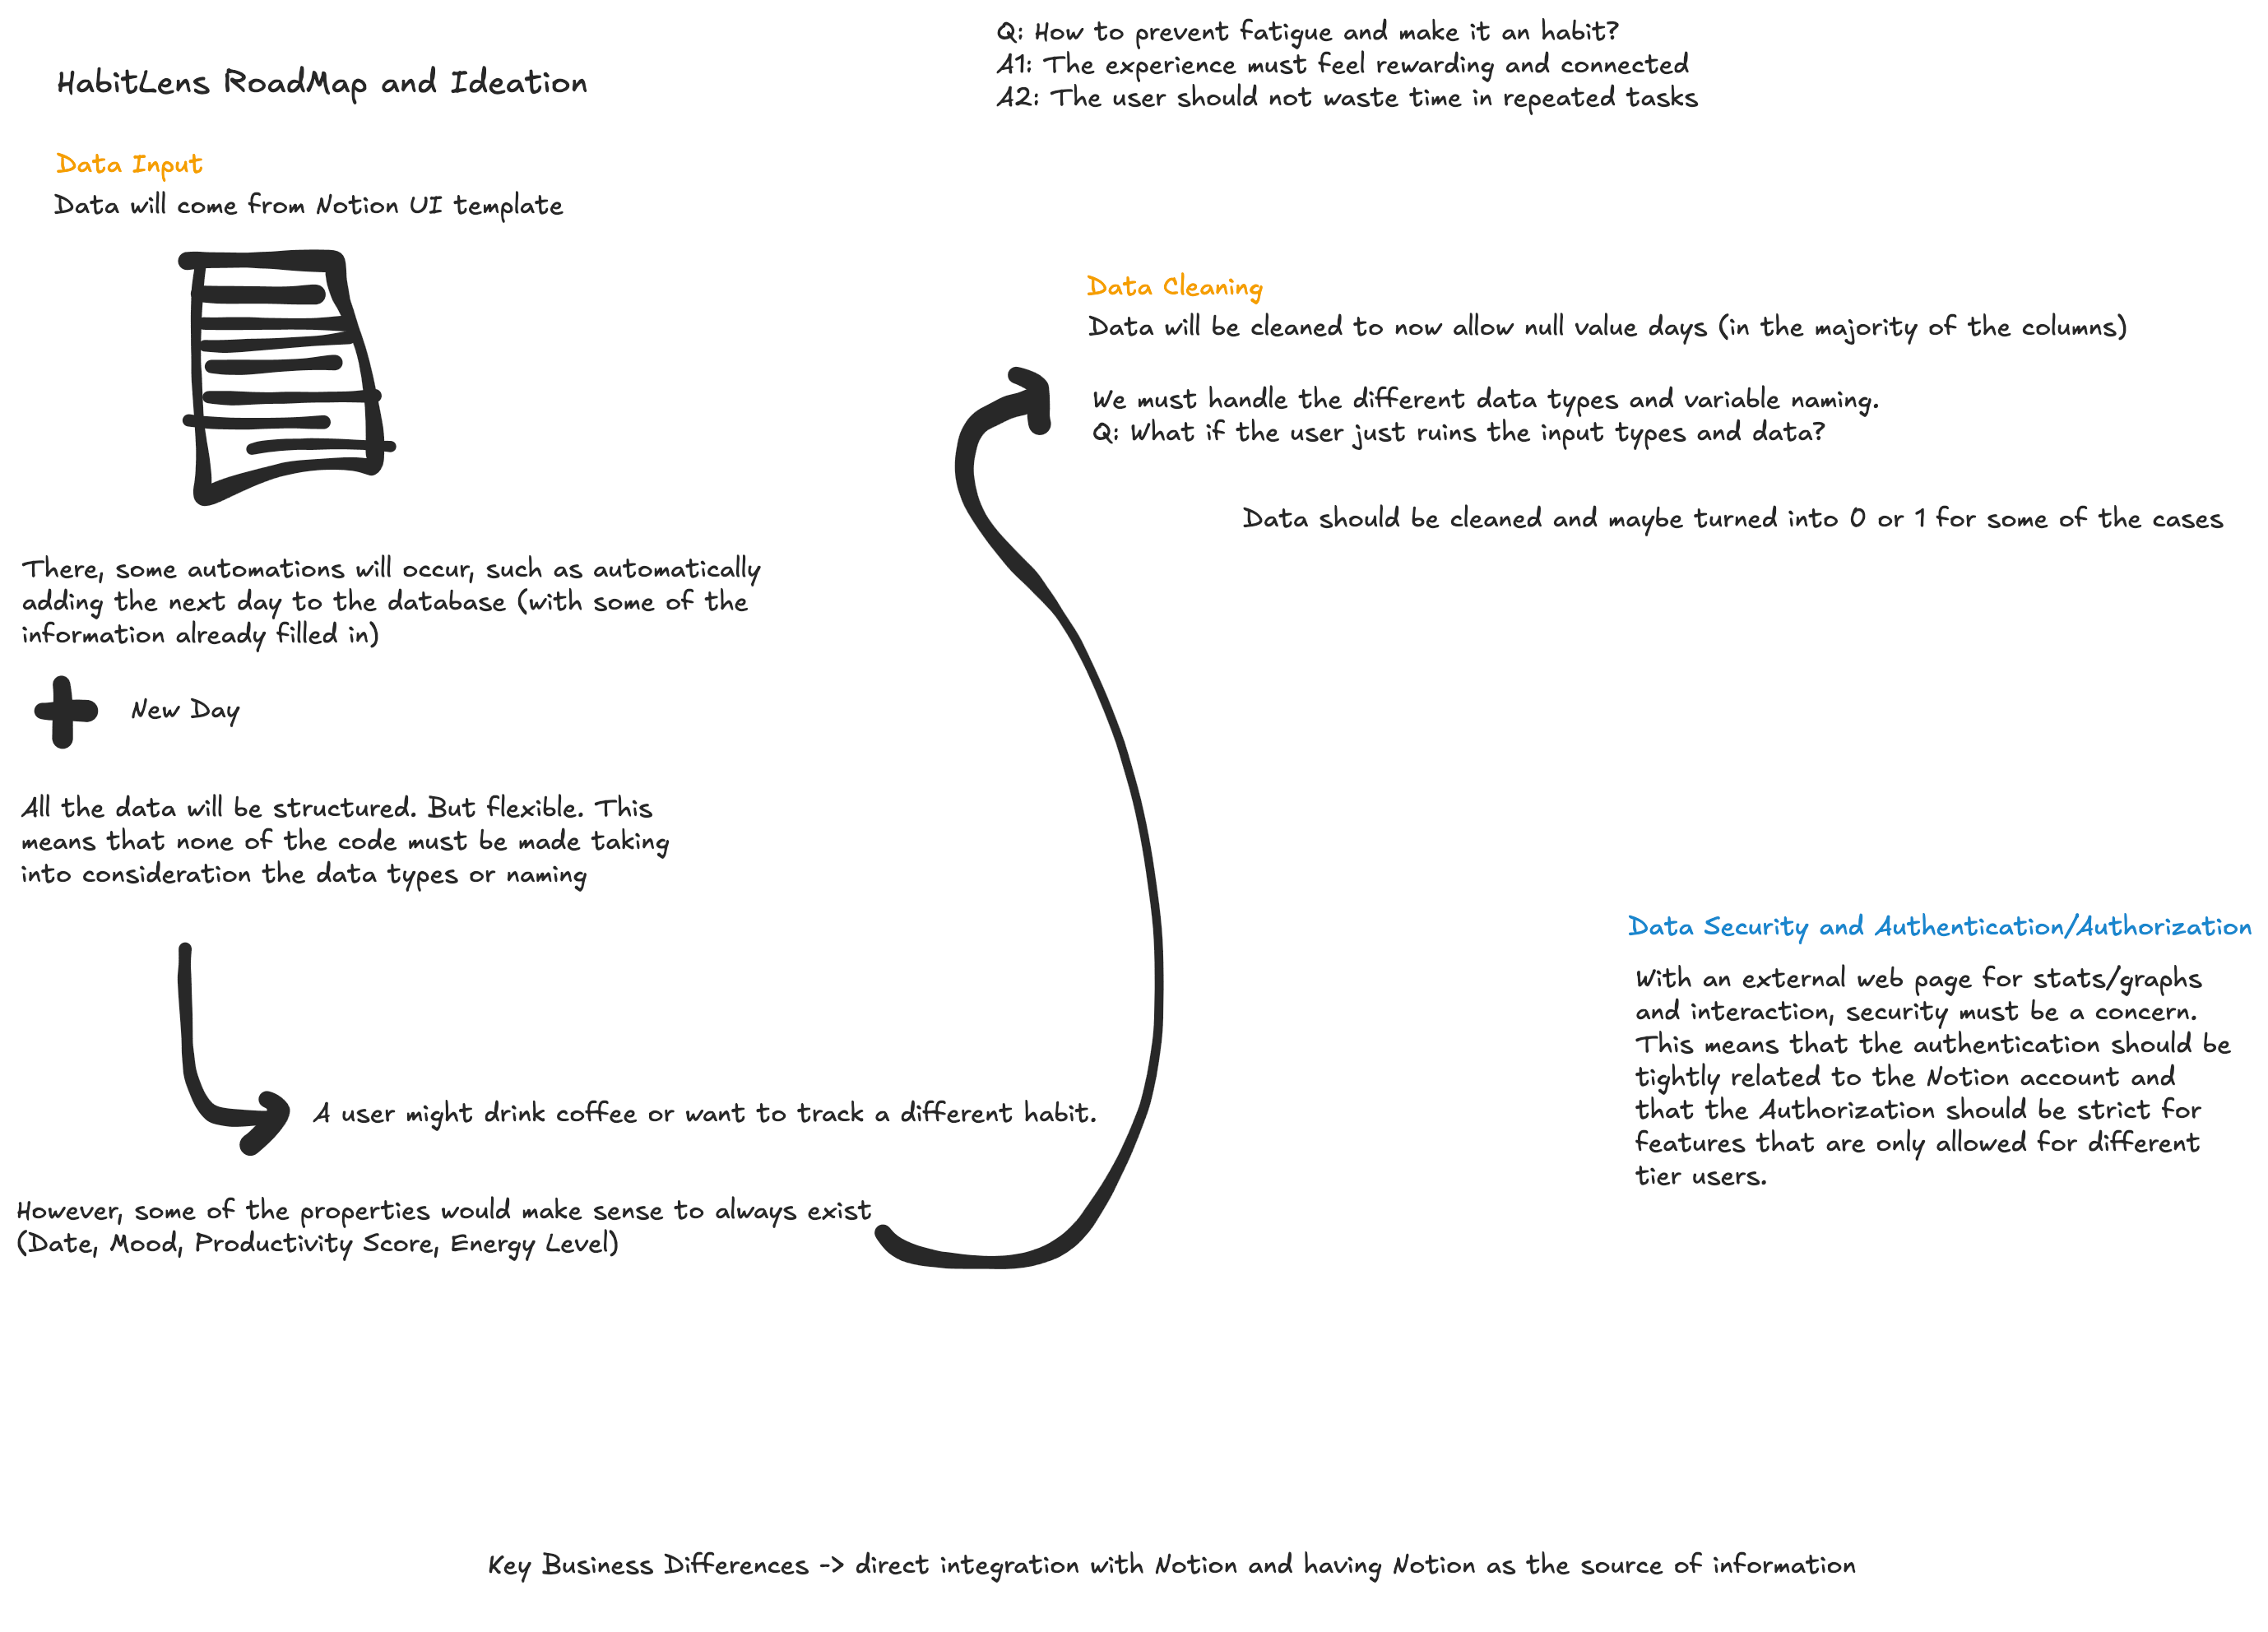 HabitLens RoadMap and Ideation
Q: How to prevent fatigue and make it an habit?
A1: The experience must feel rewarding and connected
A2: The user should not waste time in repeated tasks
Data Input
Data will come from Notion UI template
There, some automations will occur, such as automatically
adding the next day to the database (with some of the
information already filled in)
New Day
All the data will be structured. But flexible. This
means that none of the code must be made taking
into consideration the data types or naming
A user might drink coffee or want to track a different habit.
However, some of the properties would make sense to always exist
(Date, Mood, Productivity Score, Energy Level)
Data Cleaning
Data will be cleaned to now allow null value days (in the majority of the columns)
We must handle the different data types and variable naming.
Q: What if the user just ruins the input types and data?
Data should be cleaned and maybe turned into 0 or 1 for some of the cases
Data Security and Authentication/Authorization
With an external web page for stats/graphs
and interaction, security must be a concern.
This means that the authentication should be
tightly related to the Notion account and
that the Authorization should be strict for
features that are only allowed for different
tier users.
Key Business Differences -> direct integration with Notion and having Notion as the source of information